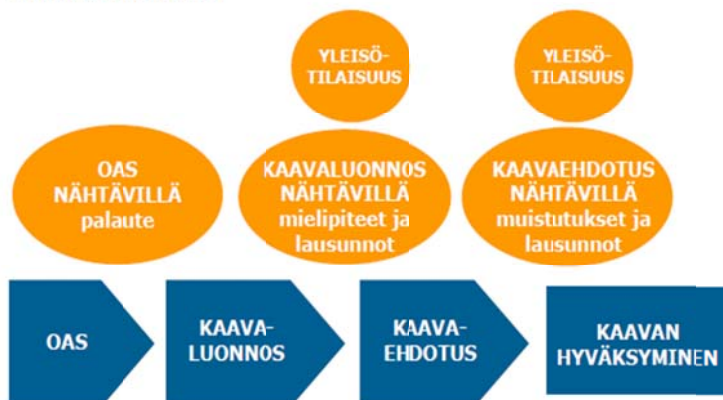 YLEISÖ-
TILAISUUS
YLEISÖ-
TILAISUUS
OAS
NÄHTÄVILLÄ
palaute
KAAVALUONNOS
NÄHTÄVILLÄ
mielipiteet ja
lausunnot
KAAVAEHDOTUS
NÄHTÄVILLÄ
muistutukset ja
lausunnot
OAS
KAAVA-
LUONNOS
KAAVA-
EHDOTUS
KAAVAN
HYVÄKSYMINEN